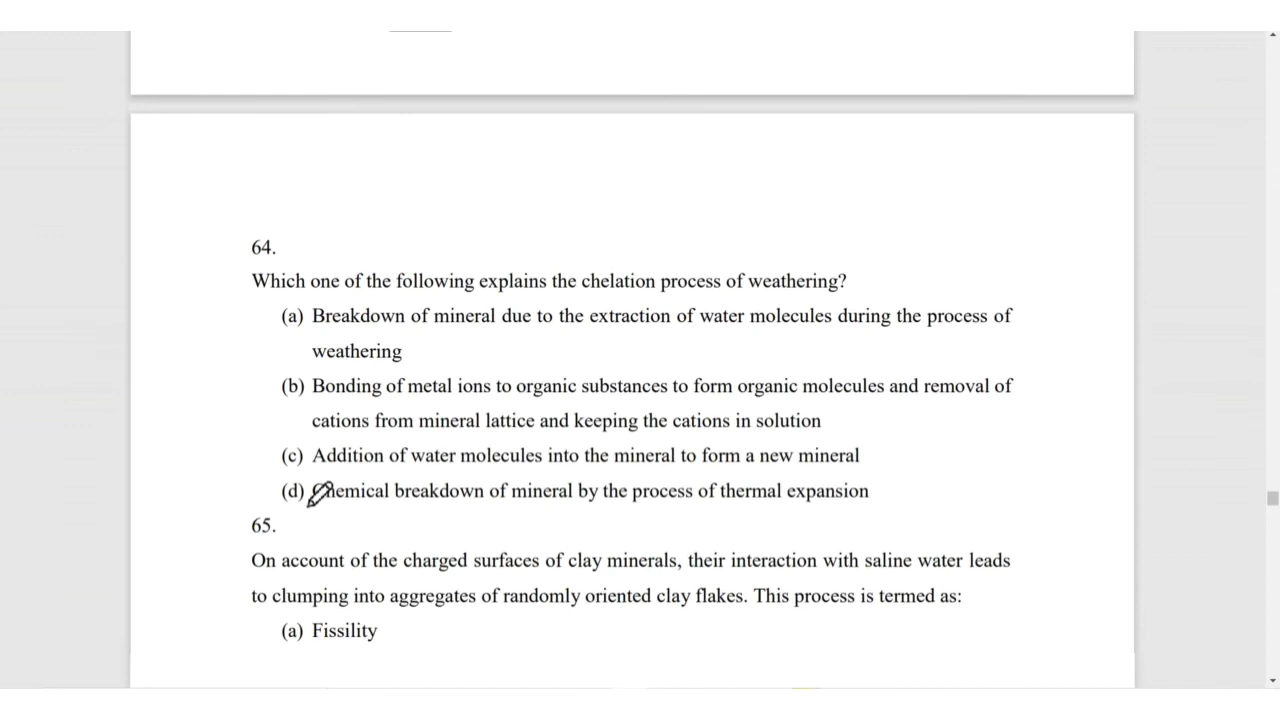 64.
Which one of the following explains the chelation process of weathering?
(a) Breakdown of mineral due to the extraction of water molecules during the process of
weathering
(b) Bonding of metal ions to organic substances to form organic molecules and removal of
cations from mineral lattice and keeping the cations in solution
(c) Addition of water molecules into the mineral to form a new mineral
(d) Chemical breakdown of mineral by the process of thermal expansion
65.
On account of the charged surfaces of clay minerals, their interaction with saline water leads
to clumping into aggregates of randomly oriented clay flakes. This process is termed as:
(a) Fissility